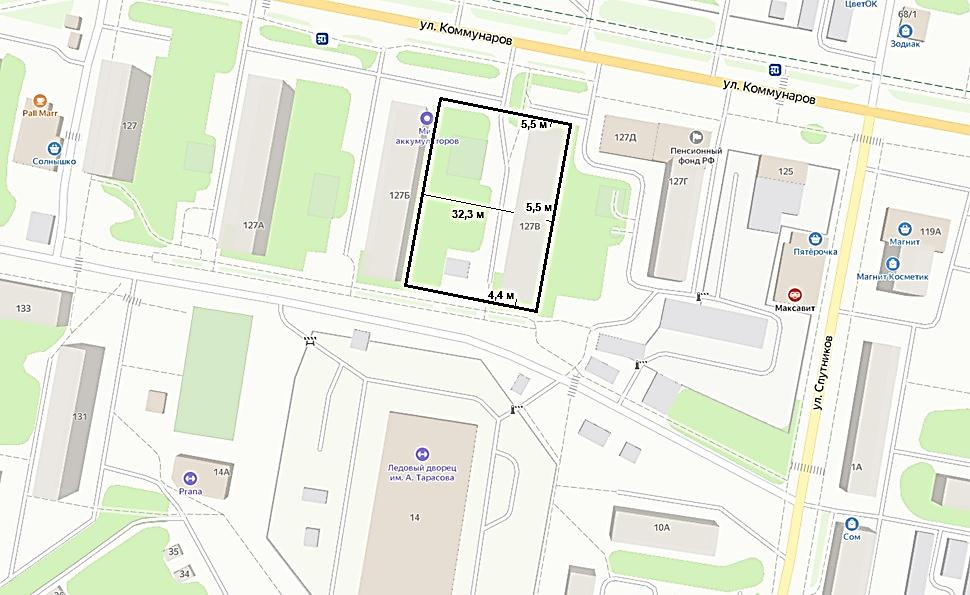 ЦветОК
68/1
Зодиак
ул. Коммунаров
ул. Коммунаров
127
Pall Marr
Солнышко
Ми
аккумуляторов
5,5 м
127Д
Пенсионный
фонд РФ
125
127Г
127Б
32,3 м
5,5 м
127В
127А
119А
Магнит
Пятёрочка
Магнит Косметик
4,4 м
Максавит
133
ул. Спутников
131
Ледовый дворец
им. А. Тарасова
14А
Prana
1А
14
10А
Сом
35
34